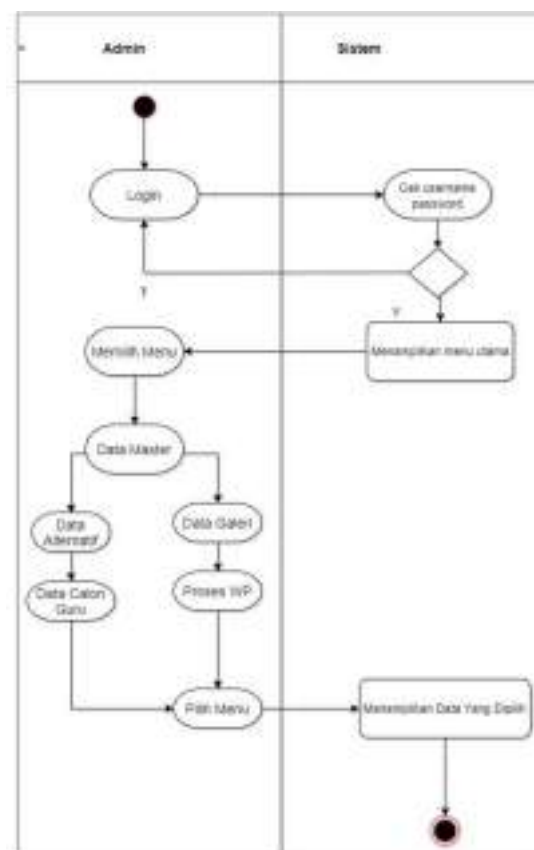 Admin
Sistem
Login
Cek username
password
T
Y
Memilih Menu
Menampilkan menu utama
Data Master
Data
Alternatif
Data Galeri
Data Calon
Guru
Proses WP
Pilih Menu
Menampilkan Data Yang Dipilih